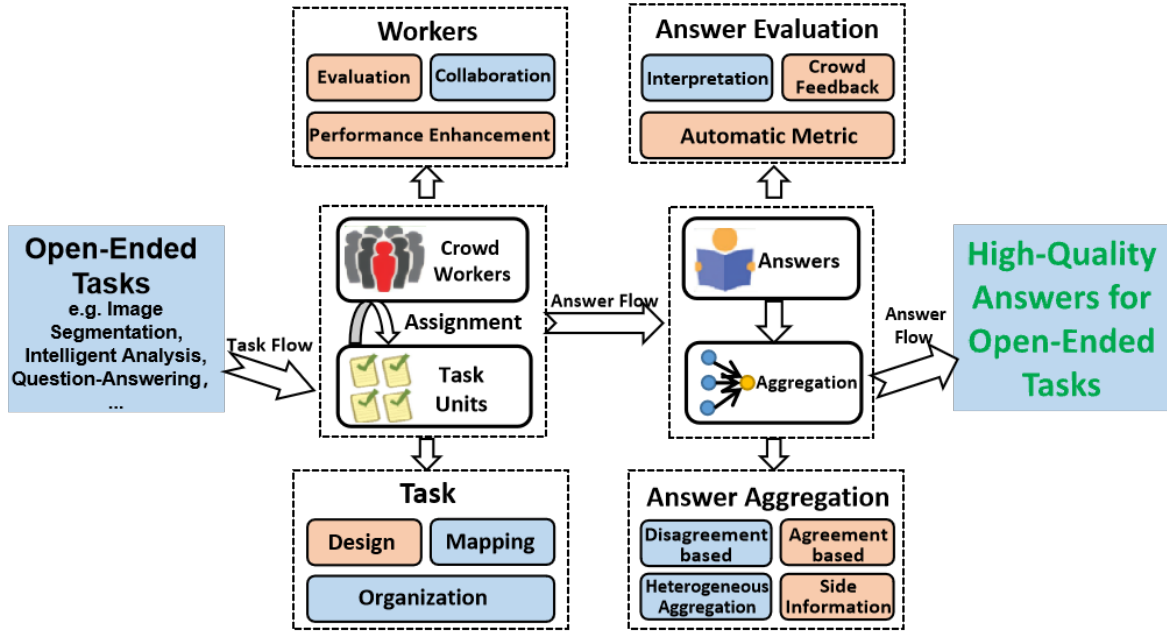 Workers
Evaluation
Collaboration
Performance Enhancement
Answer Evaluation
Interpretation
Crowd
Feedback
Automatic Metric
Open-Ended
Tasks
e.g. Image
Segmentation,
Intelligent Analysis,
Question-Answering,
...
Task Flow
Crowd
Workers
Assignment
Task
Units
Answer Flow
Answers
Aggregation
Answer
Flow
High-Quality
Answers for
Open-Ended
Tasks
Task
Design
Mapping
Organization
Answer Aggregation
Disagreement
based
Agreement
based
Heterogeneous
Aggregation
Side
Information